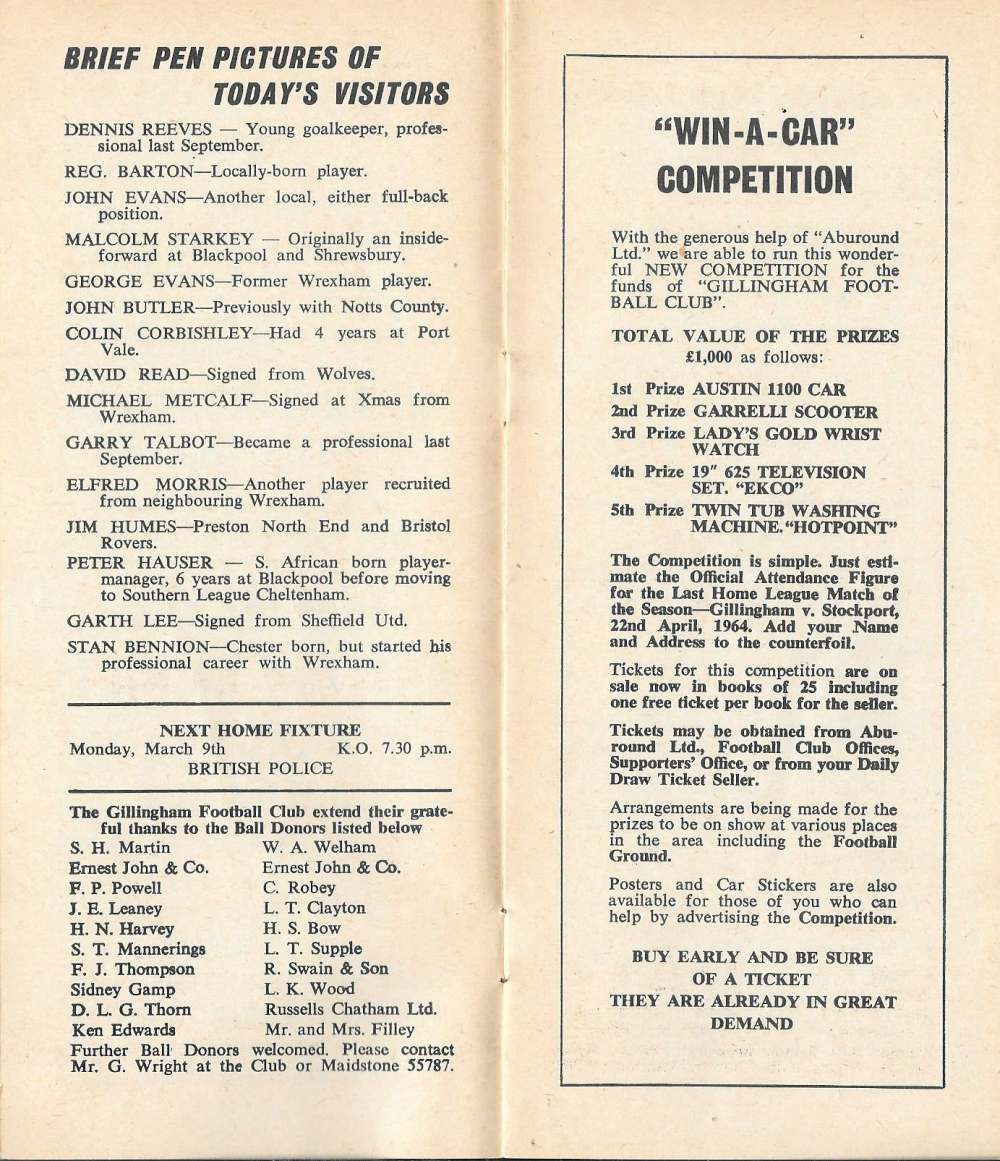 BRIEF PEN PICTURES OF
TODAY'S VISITORS
DENNIS REEVES — Young goalkeeper, profes-
sional last September.
REG. BARTON—Locally-born player.
JOHN EVANS—Another local, either full-back
position.
MALCOLM STARKEY — Originally an inside-
forward at Blackpool and Shrewsbury.
GEORGE EVANS—Former Wrexham player.
JOHN BUTLER—Previously with Notts County.
COLIN CORBISHLEY—Had 4 years at Port
Vale.
DAVID READ—Signed from Wolves.
MICHAEL METCALF—Signed at Xmas from
Wrexham.
GARRY TALBOT—Became a professional last
September.
ELFRED MORRIS—Another player recruited
from neighbouring Wrexham.
JIM HUMES—Preston North End and Bristol
Rovers.
PETER HAUSER — S. African born player-
manager, 6 years at Blackpool before moving
to Southern League Cheltenham.
GARTH LEE—Signed from Sheffield Utd.
STAN BENNION—Chester born, but started his
professional career with Wrexham.
NEXT HOME FIXTURE
Monday, March 9th K.O. 7.30 p.m.
BRITISH POLICE
The Gillingham Football Club extend their grate-
ful thanks to the Ball Donors listed below
S. H. Martin W. A. Welham
Ernest John & Co. Ernest John & Co.
F. P. Powell C. Robey
J. E. Leaney L. T. Clayton
H. N. Harvey H. S. Bow
S. T. Mannerings L. T. Supple
F. J. Thompson R. Swain & Son
Sidney Gamp L. K. Wood
D. L. G. Thorn Russells Chatham Ltd.
Ken Edwards Mr. and Mrs. Filley
Further Ball Donors welcomed. Please contact
Mr. G. Wright at the Club or Maidstone 55787.
"WIN-A-CAR"
COMPETITION
With the generous help of "Aburound
Ltd." we are able to run this wonder-
ful NEW COMPETITION for the
funds of "GILLINGHAM FOOT-
BALL CLUB".
TOTAL VALUE OF THE PRIZES
£1,000 as follows:
1st Prize AUSTIN 1100 CAR
2nd Prize GARRELLI SCOOTER
3rd Prize LADY'S GOLD WRIST
WATCH
4th Prize 19" 625 TELEVISION
SET. "EKCO"
5th Prize TWIN TUB WASHING
MACHINE. "HOTPOINT"
The Competition is simple. Just esti-
mate the Official Attendance Figure
for the Last Home League Match of
the Season—Gillingham v. Stockport,
22nd April, 1964. Add your Name
and Address to the counterfoil.
Tickets for this competition are on
sale now in books of 25 including
one free ticket per book for the seller.
Tickets may be obtained from Abu-
round Ltd., Football Club Offices,
Supporters' Office, or from your Daily
Draw Ticket Seller.
Arrangements are being made for the
prizes to be on show at various places
in the area including the Football
Ground.
Posters and Car Stickers are also
available for those of you who can
help by advertising the Competition.
BUY EARLY AND BE SURE
OF A TICKET
THEY ARE ALREADY IN GREAT
DEMAND